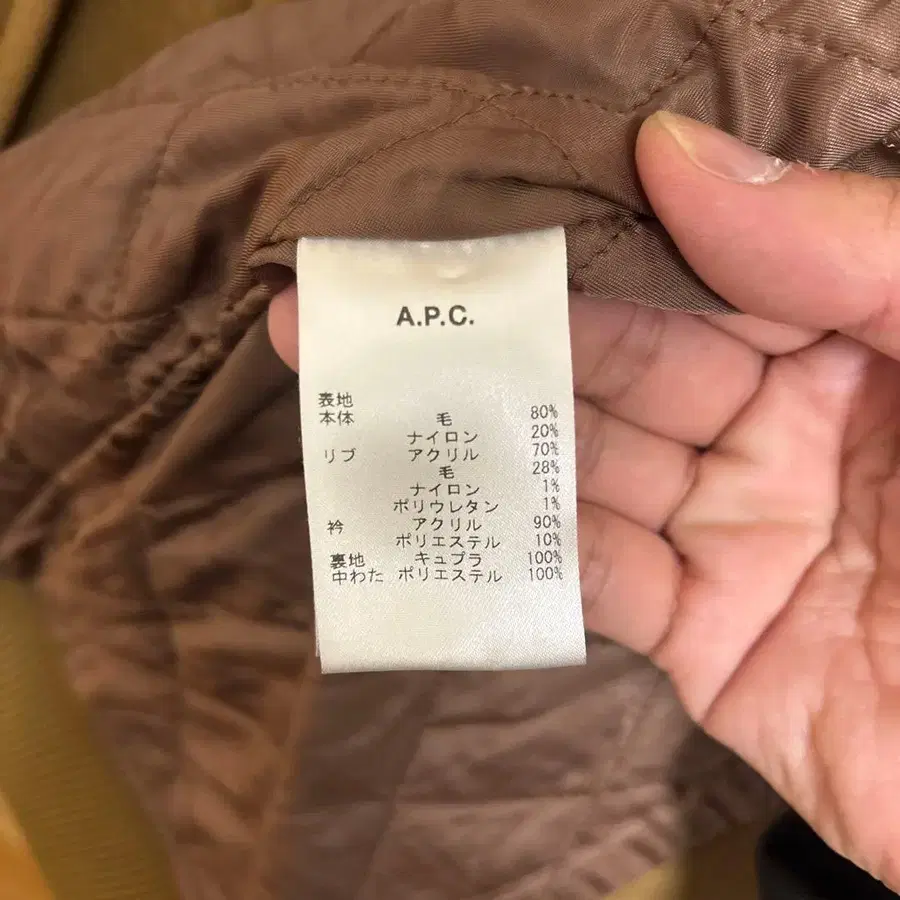 A.P.C.
表地
本体 毛 80%
ナイロン 20%
リブ アクリル 70%
毛 28%
ナイロン 1%
ポリウレタン 1%
衿 アクリル 90%
ポリエステル 10%
裏地 キュプラ 100%
中わた ポリエステル 100%